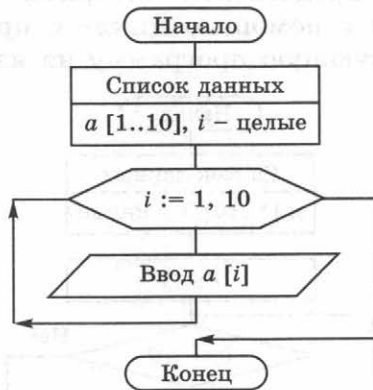 Начало
Список данных
a [1..10], i – целые
i := 1, 10
Ввод a [i]
Конец